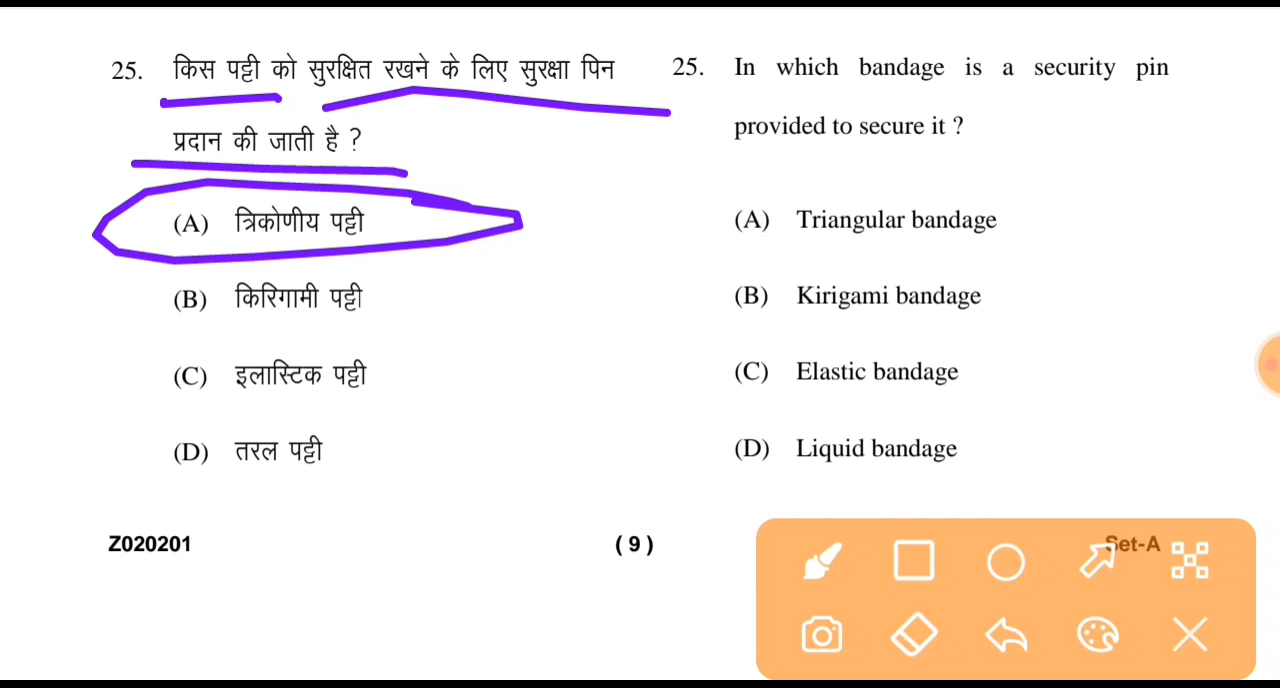 25. किस पट्टी को सुरक्षित रखने के लिए सुरक्षा पिन
प्रदान की जाती है ?
(A) त्रिकोणीय पट्टी
(B) किरिगामी पट्टी
(C) इलास्टिक पट्टी
(D) तरल पट्टी
25. In which bandage is a security pin
provided to secure it ?
(A) Triangular bandage
(B) Kirigami bandage
(C) Elastic bandage
(D) Liquid bandage
Z020201
( 9 )
Set-A